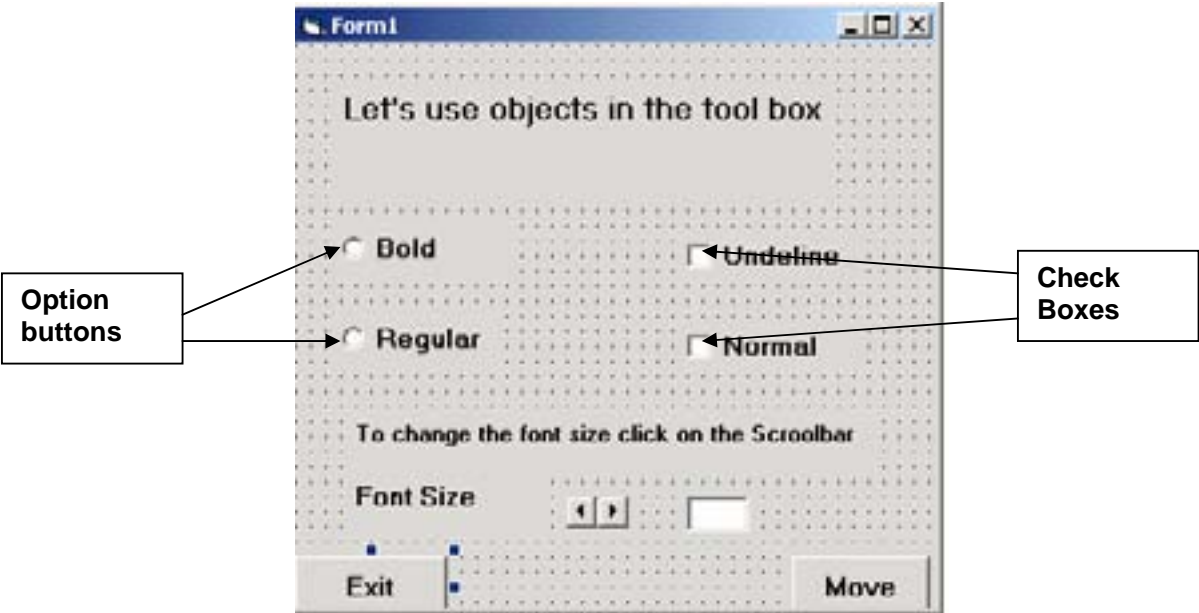 Form1
Let's use objects in the tool box
Bold
Undeline
Option
buttons
Check
Boxes
Regular
Normal
To change the font size click on the Scroolbar
Font Size
Exit
Move